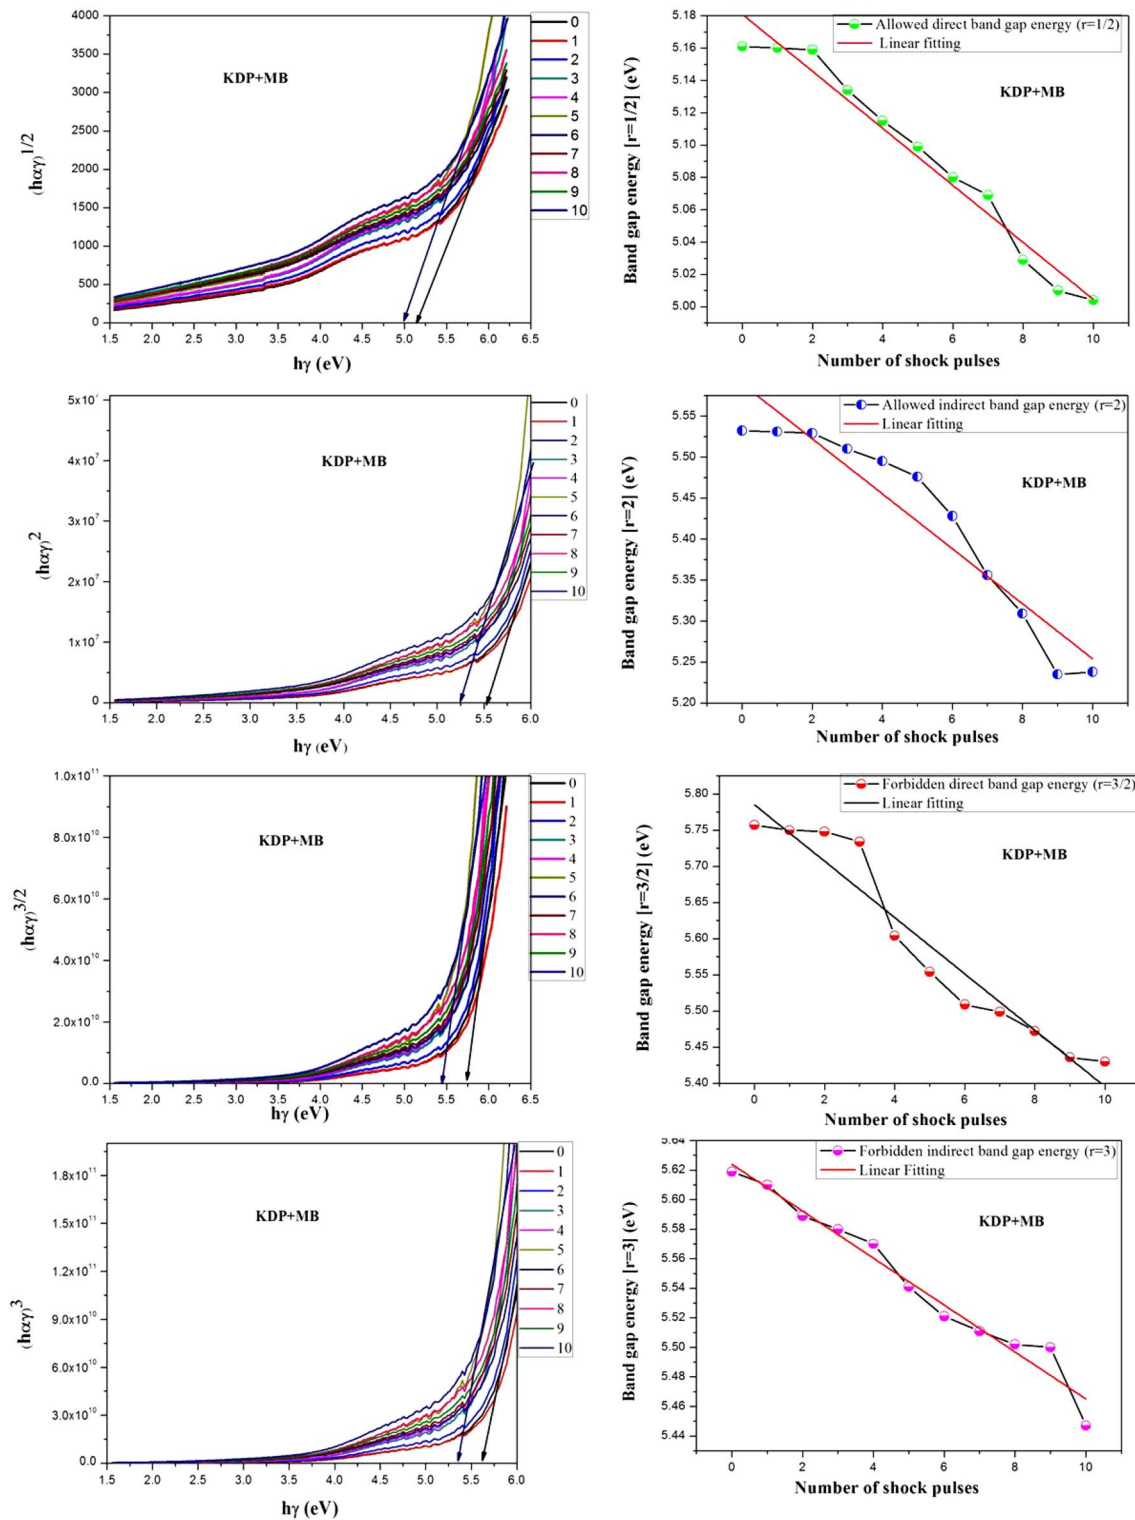 4000
3500
3000
2500
2000
1500
1000
500
0
(hαγ)1/2
KDP+MB
0
1
2
3
4
5
6
7
8
9
10
1.5 2.0 2.5 3.0 3.5 4.0 4.5 5.0 5.5 6.0 6.5
hγ (eV)
5.18
5.16
5.14
5.12
5.10
5.08
5.06
5.04
5.02
5.00
Band gap energy [r=1/2] (eV)
Allowed direct band gap energy (r=1/2)
Linear fitting
KDP+MB
0 2 4 6 8 10
Number of shock pulses
5x10⁷
4x10⁷
3x10⁷
2x10⁷
1x10⁷
0
(hαγ)2
KDP+MB
0
1
2
3
4
5
6
7
8
9
10
1.5 2.0 2.5 3.0 3.5 4.0 4.5 5.0 5.5 6.0
hγ (eV)
5.55
5.50
5.45
5.40
5.35
5.30
5.25
5.20
Band gap energy [r=2] (eV)
Allowed indirect band gap energy (r=2)
Linear fitting
KDP+MB
0 2 4 6 8 10
Number of shock pulses
1.0x10¹¹
8.0x10¹⁰
6.0x10¹⁰
4.0x10¹⁰
2.0x10¹⁰
0.0
(hαγ)3/2
KDP+MB
0
1
2
3
4
5
6
7
8
9
10
1.5 2.0 2.5 3.0 3.5 4.0 4.5 5.0 5.5 6.0 6.5
hγ (eV)
5.80
5.75
5.70
5.65
5.60
5.55
5.50
5.45
5.40
Band gap energy [r=3/2] (eV)
Forbidden direct band gap energy (r=3/2)
Linear fitting
KDP+MB
0 2 4 6 8 10
Number of shock pulses
1.8x10¹¹
1.5x10¹¹
1.2x10¹¹
9.0x10¹⁰
6.0x10¹⁰
3.0x10¹⁰
0.0
(hαγ)3
KDP+MB
0
1
2
3
4
5
6
7
8
9
10
1.5 2.0 2.5 3.0 3.5 4.0 4.5 5.0 5.5 6.0
hγ (eV)
5.64
5.62
5.60
5.58
5.56
5.54
5.52
5.50
5.46
5.44
Band gap energy [r=3] (eV)
Forbidden indirect band gap energy (r=3)
Linear Fitting
KDP+MB
0 2 4 6 8 10
Number of shock pulses